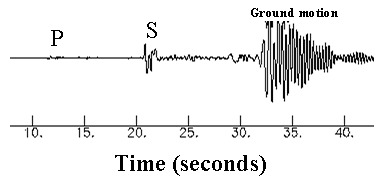 Ground motion
P
S
10. 15. 20. 25. 30. 35. 40.
Time (seconds)